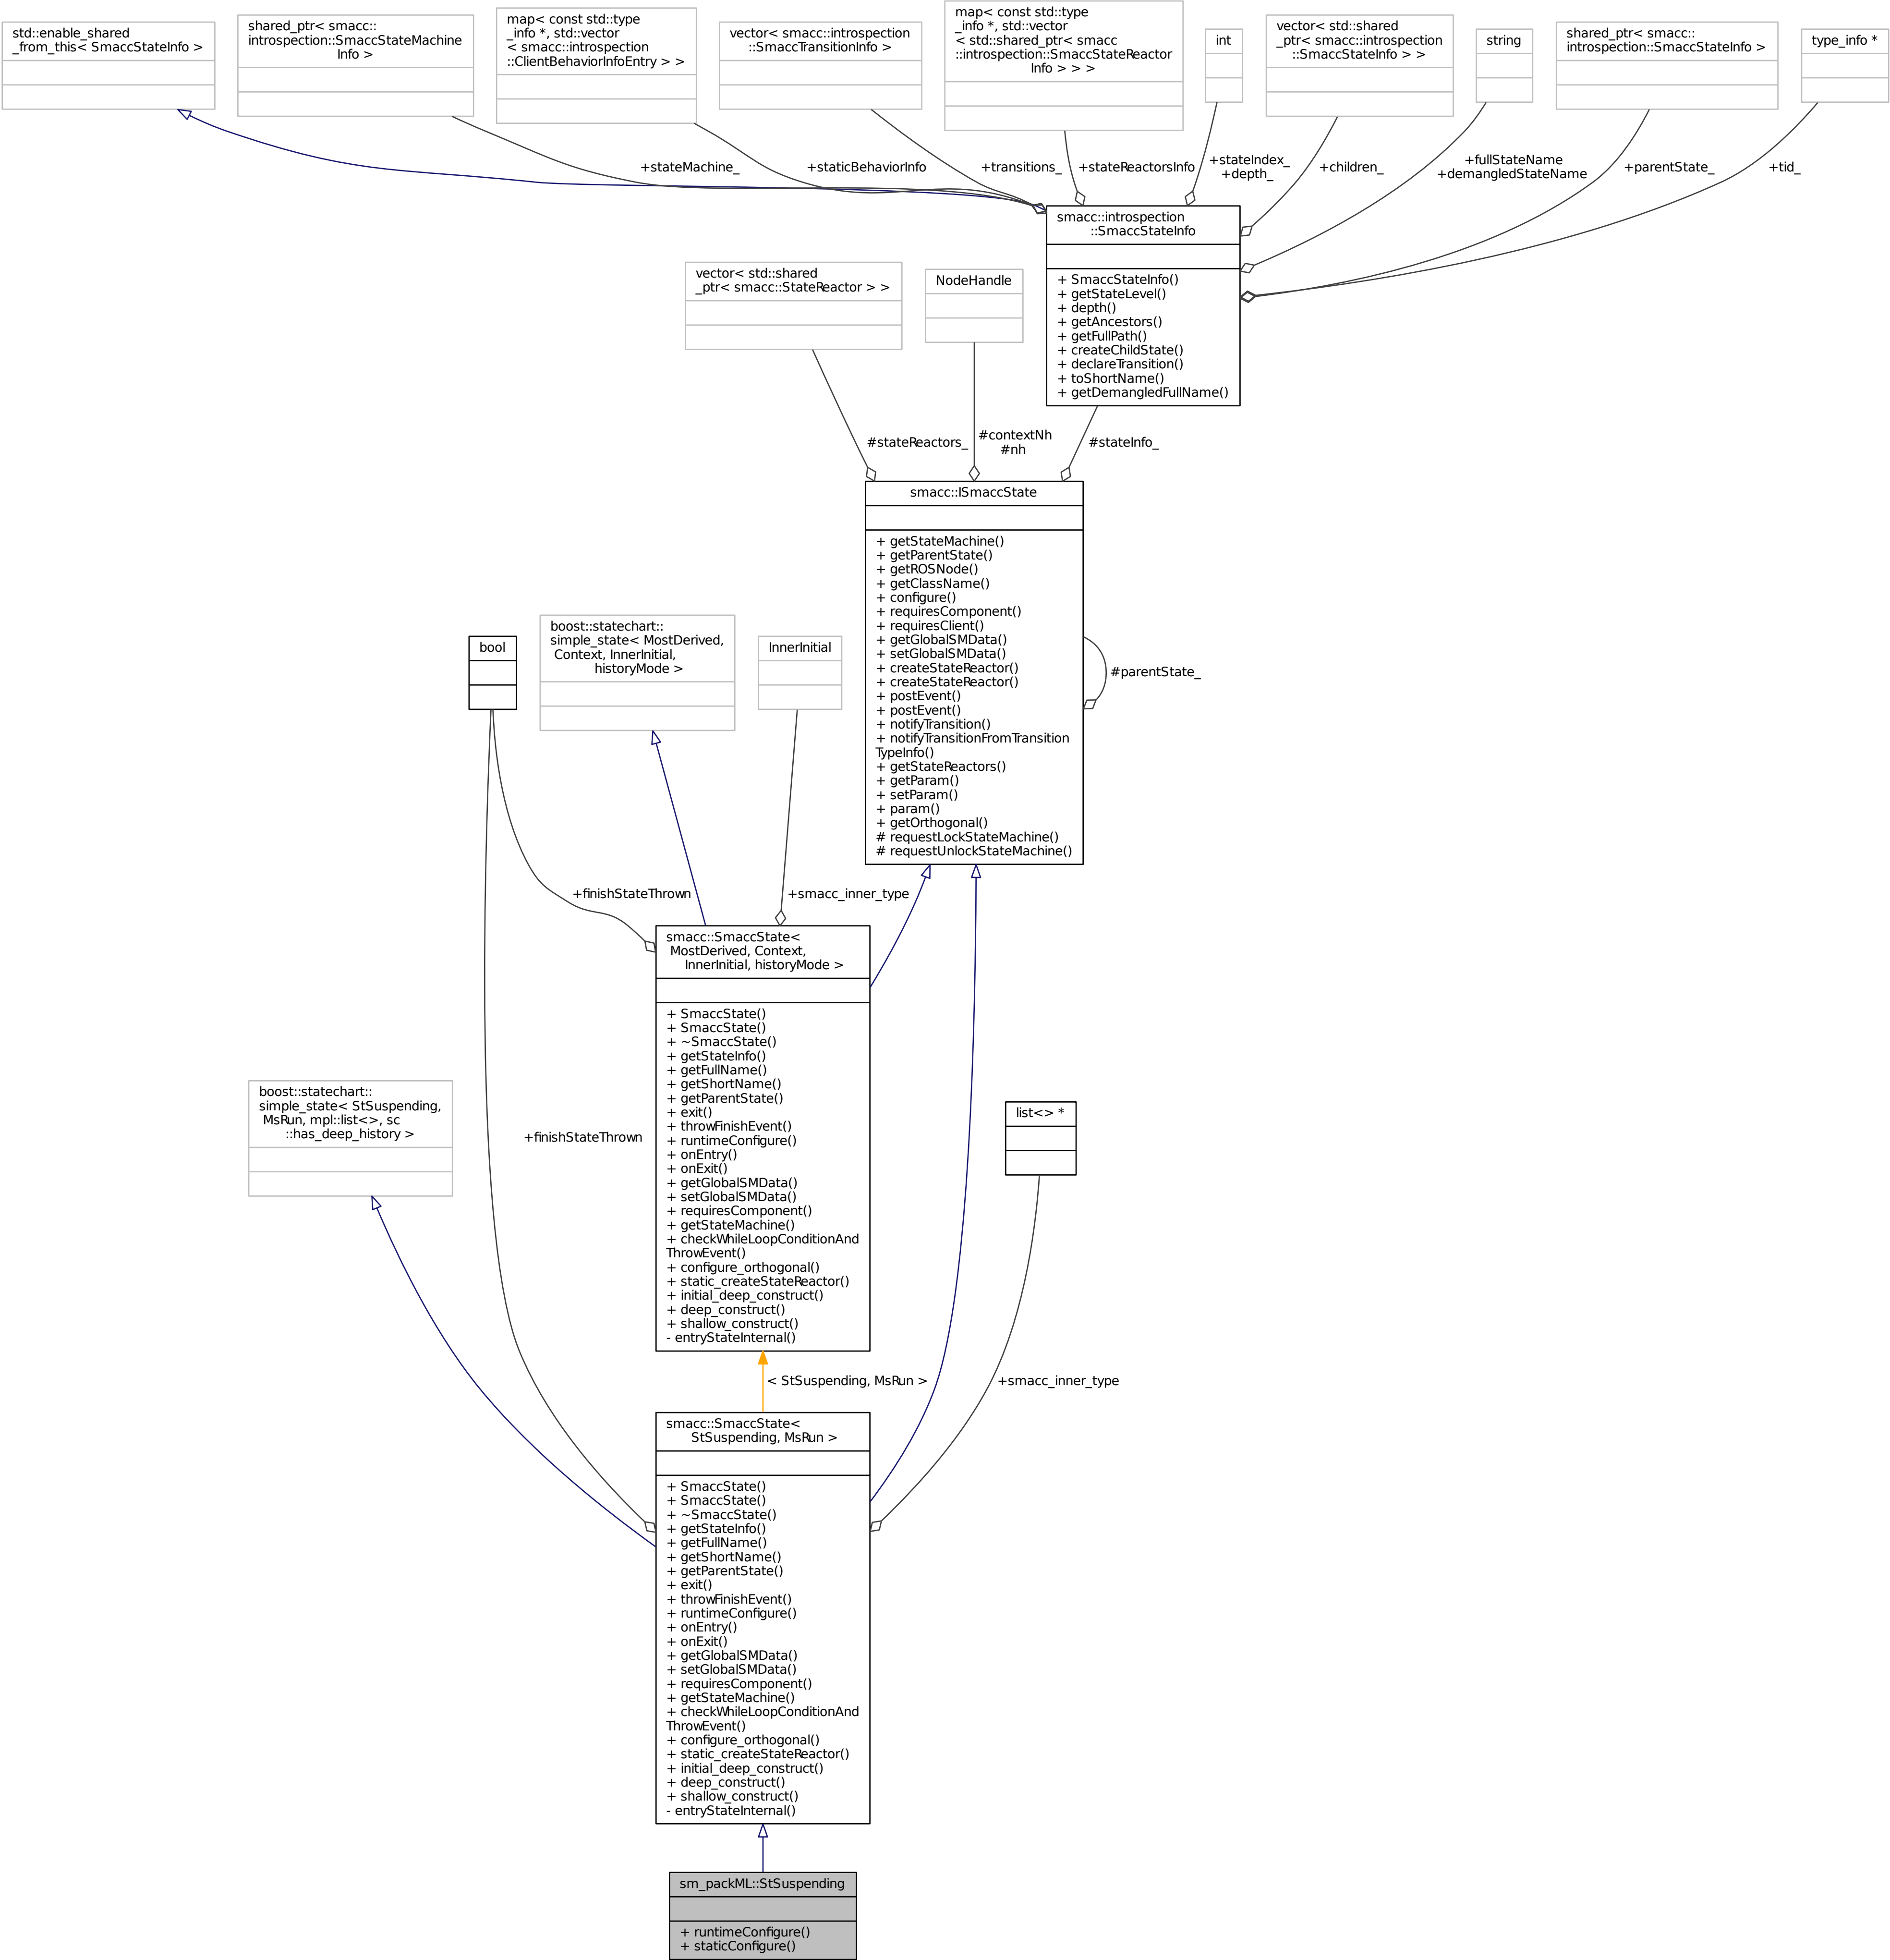 std::enable_shared
_from_this< SmaccStateInfo >
shared_ptr< smacc::
introspection::SmaccStateMachine
Info >
map< const std::type
_info *, std::vector
< smacc::introspection
::ClientBehaviorInfoEntry > >
vector< smacc::introspection
::SmaccTransitionInfo >
map< const std::type
_info *, std::vector
< std::shared_ptr< smacc
::introspection::SmaccStateReactor
Info > > >
int
vector< std::shared
_ptr< smacc::introspection
::SmaccStateInfo > >
string
shared_ptr< smacc::
introspection::SmaccStateInfo >
type_info *
+stateMachine_
+staticBehaviorInfo
+transitions_
+stateReactorsInfo
+stateIndex_
+depth_
+children_
+fullStateName
+demangledStateName
+parentState_
+tid_
smacc::introspection
::SmaccStateInfo
+ SmaccStateInfo()
+ getStateLevel()
+ depth()
+ getAncestors()
+ getFullPath()
+ createChildState()
+ declareTransition()
+ toShortName()
+ getDemangledFullName()
vector< std::shared
_ptr< smacc::StateReactor > >
NodeHandle
#stateReactors_
#contextNh
#nh
#stateInfo_
smacc::ISmaccState
+ getStateMachine()
+ getParentState()
+ getROSNode()
+ getClassName()
+ configure()
+ requiresComponent()
+ requiresClient()
+ getGlobalSMData()
+ setGlobalSMData()
+ createStateReactor()
+ createStateReactor()
+ postEvent()
+ postEvent()
+ notifyTransition()
+ notifyTransitionFromTransition
TypeInfo()
+ getStateReactors()
+ getParam()
+ setParam()
+ param()
+ getOrthogonal()
# requestLockStateMachine()
# requestUnlockStateMachine()
#parentState_
bool
boost::statechart::
simple_state< MostDerived,
Context, InnerInitial,
historyMode >
InnerInitial
+finishStateThrown
+smacc_inner_type
smacc::SmaccState<
MostDerived, Context,
InnerInitial, historyMode >
+ SmaccState()
+ SmaccState()
+ ~SmaccState()
+ getStateInfo()
+ getFullName()
+ getShortName()
+ getParentState()
+ exit()
+ throwFinishEvent()
+ runtimeConfigure()
+ onEntry()
+ onExit()
+ getGlobalSMData()
+ setGlobalSMData()
+ requiresComponent()
+ getStateMachine()
+ checkWhileLoopConditionAnd
ThrowEvent()
+ configure_orthogonal()
+ static_createStateReactor()
+ initial_deep_construct()
+ deep_construct()
+ shallow_construct()
- entryStateInternal()
boost::statechart::
simple_state< StSuspending,
MsRun, mpl::list<>, sc
::has_deep_history >
+finishStateThrown
list<> *
< StSuspending, MsRun >
+smacc_inner_type
smacc::SmaccState<
StSuspending, MsRun >
+ SmaccState()
+ SmaccState()
+ ~SmaccState()
+ getStateInfo()
+ getFullName()
+ getShortName()
+ getParentState()
+ exit()
+ throwFinishEvent()
+ runtimeConfigure()
+ onEntry()
+ onExit()
+ getGlobalSMData()
+ setGlobalSMData()
+ requiresComponent()
+ getStateMachine()
+ checkWhileLoopConditionAnd
ThrowEvent()
+ configure_orthogonal()
+ static_createStateReactor()
+ initial_deep_construct()
+ deep_construct()
+ shallow_construct()
- entryStateInternal()
sm_packML::StSuspending
+ runtimeConfigure()
+ staticConfigure()